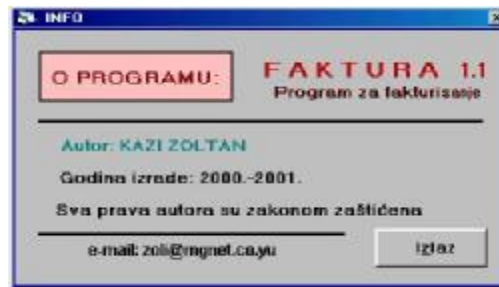 INFO
O PROGRAMU:
FAKTURA 1.1
Program za fakturisanje
Autor: KAZI ZOLTAN
Godina izrade: 2000.-2001.
Sva prava autora su zakonom zaštićena
e-mail: zoli@mgnet.co.yu
Izlaz